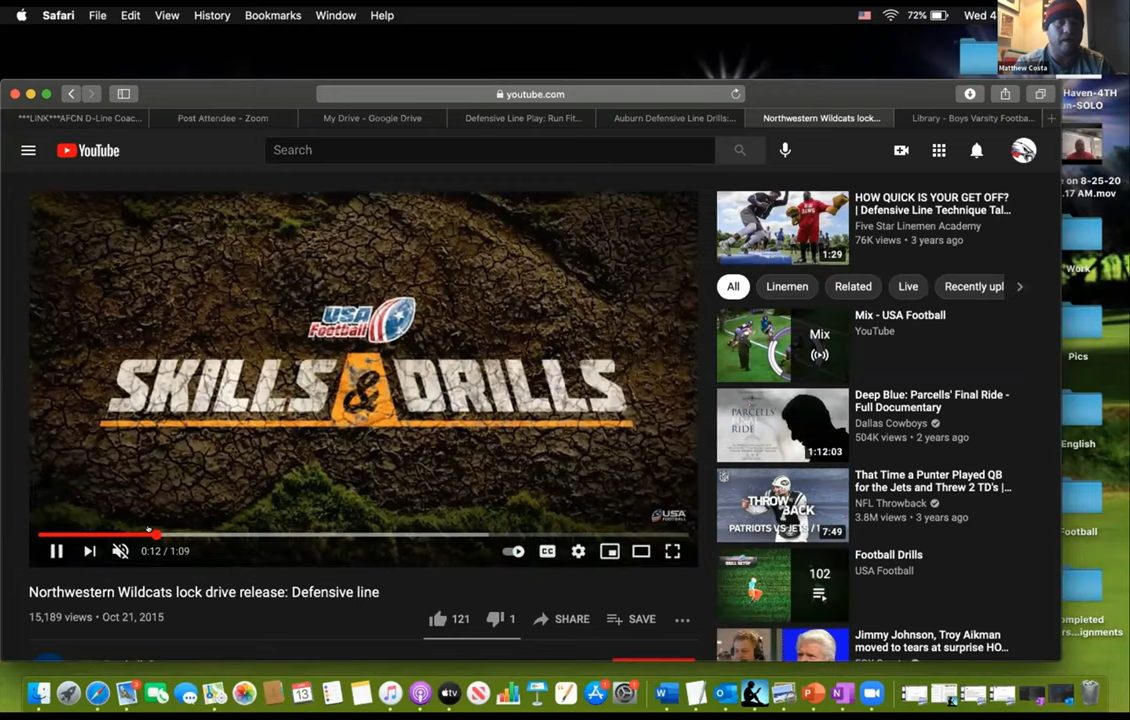 Safari File Edit View History Bookmarks Window Help
72% Wed 4
Matthew Costa
youtube.com
***LINK***AFCN D-Line Coac...
Post Attendee - Zoom
My Drive - Google Drive
Defensive Line Play: Run Fit...
Auburn Defensive Line Drills:...
Northwestern Wildcats lock...
Library - Boys Varsity Footba...
Haven-4TH
un-SOLO
e on 8-25-20
.17 AM.mov
Work
Pics
English
Football
ompleted
rs...ignments
YouTube
Search
USA
Football
SKILLS & DRILLS
USA
FOOTBALL
0:12 / 1:09
CC
Northwestern Wildcats lock drive release: Defensive line
15,189 views • Oct 21, 2015
121 1 SHARE SAVE ...
HOW QUICK IS YOUR GET OFF?
| Defensive Line Technique Tal...
Five Star Linemen Academy
76K views • 3 years ago
1:29
All Linemen Related Live Recently upl
Mix
Mix - USA Football
YouTube
PARCELLS
RIDE
1:12:03
Deep Blue: Parcells' Final Ride -
Full Documentary
Dallas Cowboys
504K views • 2 years ago
THROW
BACK
PATRIOTS VS JETS / 1
7:49
That Time a Punter Played QB
for the Jets and Threw 2 TD's |...
NFL Throwback
3.8M views • 3 years ago
102
Football Drills
USA Football
Jimmy Johnson, Troy Aikman
moved to tears at surprise HO...
13